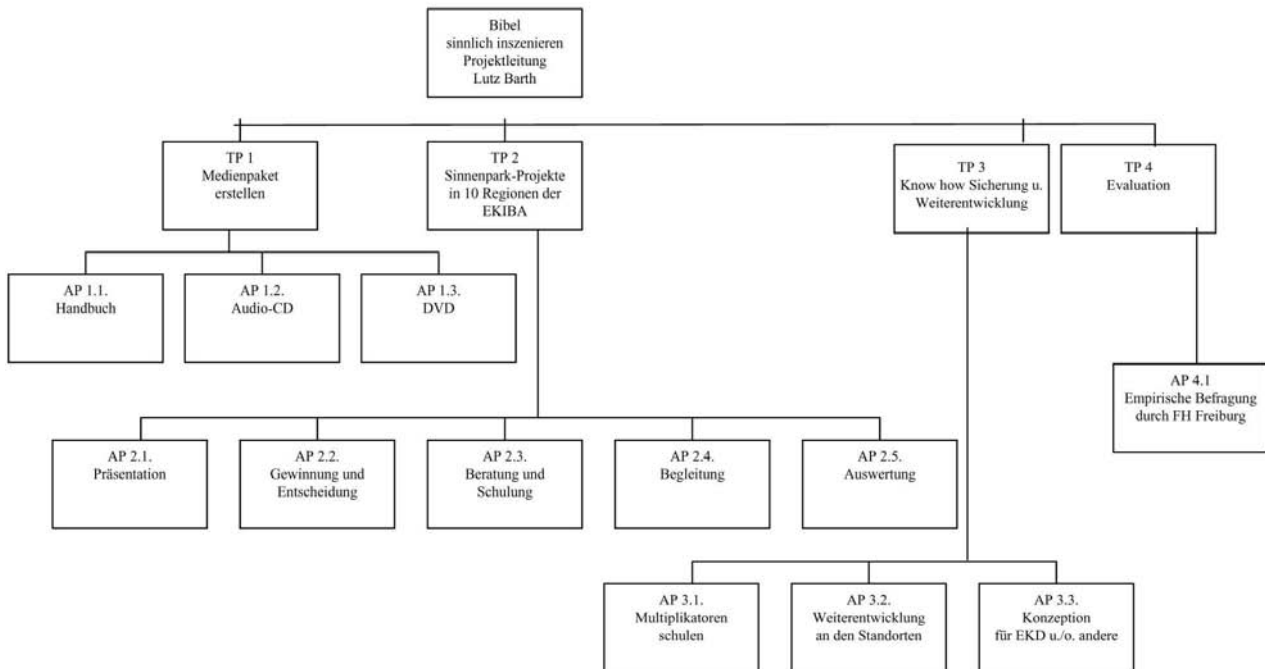 Bibel
sinnlich inszenieren
Projektleitung
Lutz Barth
TP 1
Medienpaket
erstellen
TP 2
Sinnenpark-Projekte
in 10 Regionen der
EKIBA
TP 3
Know how Sicherung u.
Weiterentwicklung
TP 4
Evaluation
AP 1.1.
Handbuch
AP 1.2.
Audio-CD
AP 1.3.
DVD
AP 4.1
Empirische Befragung
durch FH Freiburg
AP 2.1.
Präsentation
AP 2.2.
Gewinnung und
Entscheidung
AP 2.3.
Beratung und
Schulung
AP 2.4.
Begleitung
AP 2.5.
Auswertung
AP 3.1.
Multiplikatoren
schulen
AP 3.2.
Weiterentwicklung
an den Standorten
AP 3.3.
Konzeption
für EKD u./o. andere